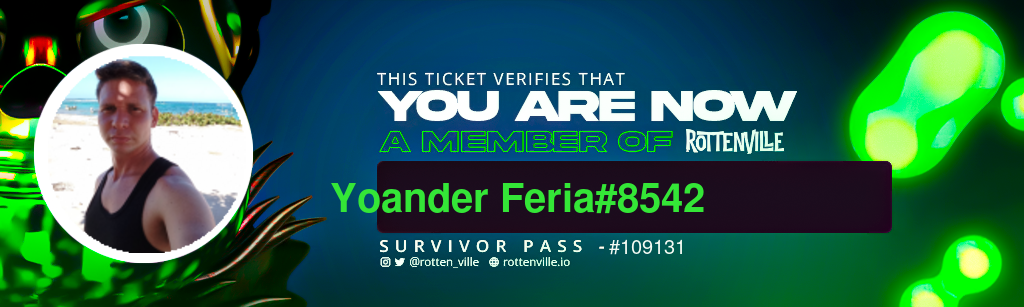 THIS TICKET VERIFIES THAT
YOU ARE NOW
A MEMBER OF ROTTENVILLE
Yoander Feria#8542
SURVIVOR PASS - #109131
@rotten_ville rottenville.io